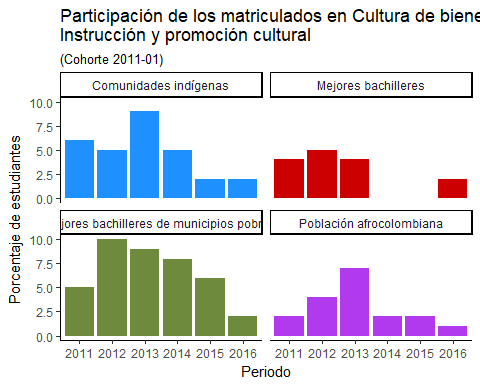 Participación de los matriculados en Cultura de biene
Instrucción y promoción cultural
(Cohorte 2011-01)
Comunidades indígenas
Mejores bachilleres
10.0
7.5
5.0
2.5
0.0
jores bachilleres de municipios pobr
Población afrocolombiana
10.0
7.5
5.0
2.5
0.0
Porcentaje de estudiantes
2011 2012 2013 2014 2015 2016
2011 2012 2013 2014 2015 2016
Periodo